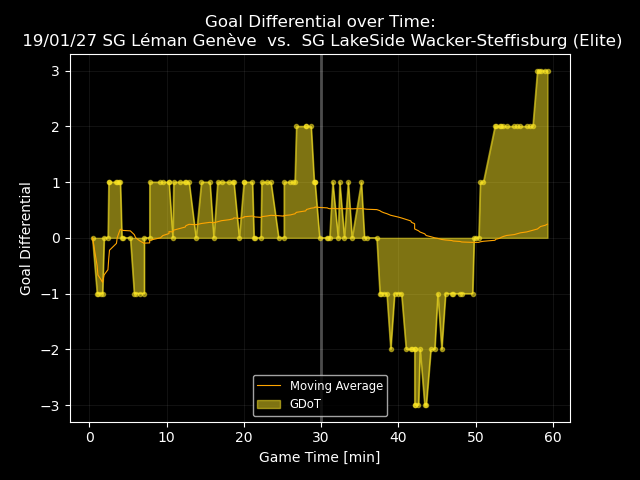 Goal Differential over Time:
19/01/27 SG Léman Genève  vs.  SG LakeSide Wacker-Steffisburg (Elite)
Goal Differential
3
2
1
0
−1
−2
−3
Moving Average
GDoT
0 10 20 30 40 50 60
Game Time [min]